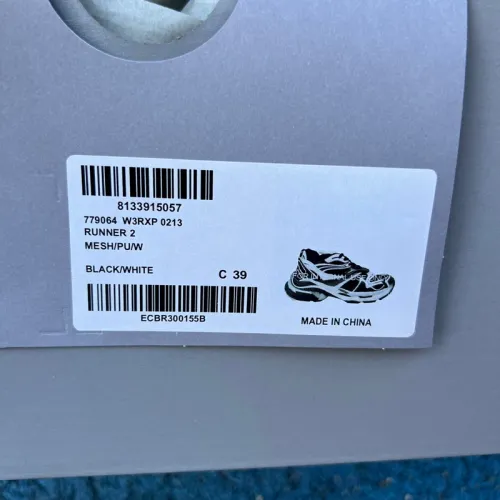 8133915057
779064 W3RXP 0213
RUNNER 2
MESH/PU/W
BLACK/WHITE C 39
ECBR300155B
MADE IN CHINA